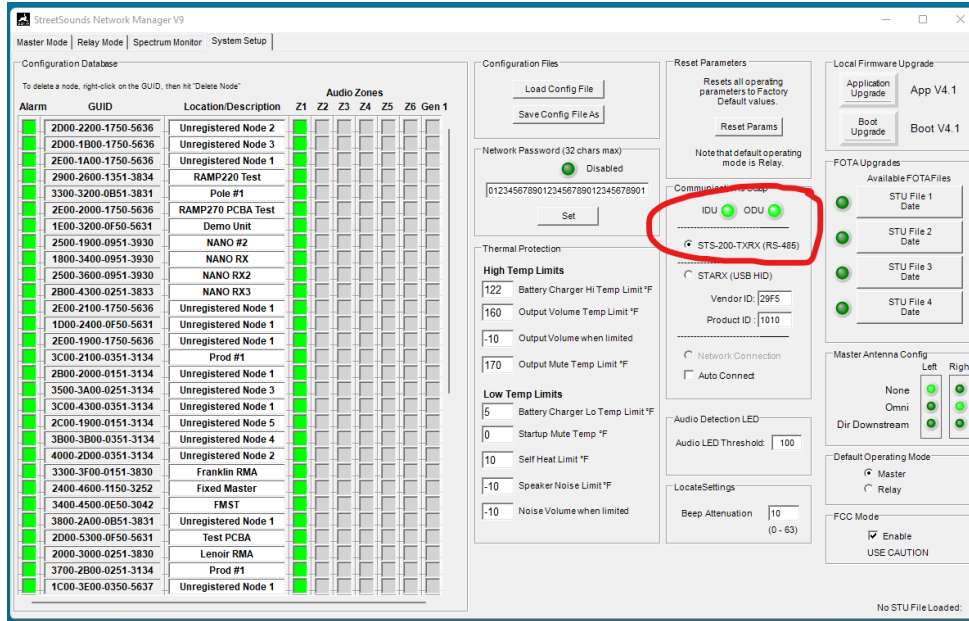 StreetSounds Network Manager V9
Master Mode Relay Mode Spectrum Monitor System Setup
Configuration Database
To delete a node, right-click on the GUID, then hit "Delete Node"
Audio Zones
Alarm GUID Location/Description Z1 Z2 Z3 Z4 Z5 Z6 Gen 1
2D00-2200-1750-5636 Unregistered Node 2
2D00-1B00-1750-5636 Unregistered Node 3
2E00-1A00-1750-5636 Unregistered Node 1
2900-2600-1351-3834 RAMP220 Test
3300-3200-0B51-3831 Pole #1
2E00-2000-1750-5636 RAMP270 PCBA Test
1E00-3200-0F50-5631 Demo Unit
2500-1900-0951-3930 NANO #2
1800-3400-0951-3930 NANO RX
2500-3600-0951-3930 NANO RX2
2B00-4300-0251-3833 NANO RX3
2E00-2100-1750-5636 Unregistered Node 1
1D00-2400-0F50-5631 Unregistered Node 2
2E00-1900-1750-5636 Unregistered Node 1
3C00-2100-0351-3134 Prod #1
2B00-2000-0151-3134 Unregistered Node 1
3500-3A00-0251-3134 Unregistered Node 3
3C00-4300-0351-3134 Unregistered Node 1
2C00-1900-0151-3134 Unregistered Node 5
3B00-3B00-0351-3134 Unregistered Node 4
4000-2D00-0351-3134 Unregistered Node 2
3300-3F00-0151-3830 Franklin RMA
2400-4600-1150-3252 Fixed Master
3400-4500-0E50-3042 FMST
3800-2A00-0B51-3831 Unregistered Node 1
2D00-5300-0F50-5631 Test PCBA
2000-3000-0251-3830 Lenoir RMA
3700-2B00-0251-3134 Prod #1
1C00-3E00-0350-5637 Unregistered Node 1
Configuration Files
Load Config File
Save Config File As
Network Password (32 chars max)
Disabled
01234567890123456789012345678901
Set
Thermal Protection
High Temp Limits
122 Battery Charger Hi Temp Limit °F
160 Output Volume Temp Limit °F
-10 Output Volume when limited
170 Output Mute Temp Limit °F
Low Temp Limits
5 Battery Charger Lo Temp Limit °F
0 Startup Mute Temp °F
10 Self Heat Limit °F
-10 Speaker Noise Limit °F
-10 Noise Volume when limited
Reset Parameters
Resets all operating
parameters to Factory
Default values.
Reset Params
Note that default operating
mode is Relay.
Communications Setup
IDU ODU
STS-200-TXRX (RS-485)
STARX (USB HID)
Vendor ID: 29F5
Product ID : 1010
Network Connection
Auto Connect
Audio Detection LED
Audio LED Threshold: 100
LocateSettings
Beep Attenuation 10
(0 - 63)
Local Firmware Upgrade
Application
Upgrade
App V4.1
Boot
Upgrade
Boot V4.1
FOTA Upgrades
Available FOTA Files
STU File 1
Date
STU File 2
Date
STU File 3
Date
STU File 4
Date
Master Antenna Config
Left Righ
None
Omni
Dir Downstream
Default Operating Mode
Master
Relay
FCC Mode
Enable
USE CAUTION
No STU File Loaded: